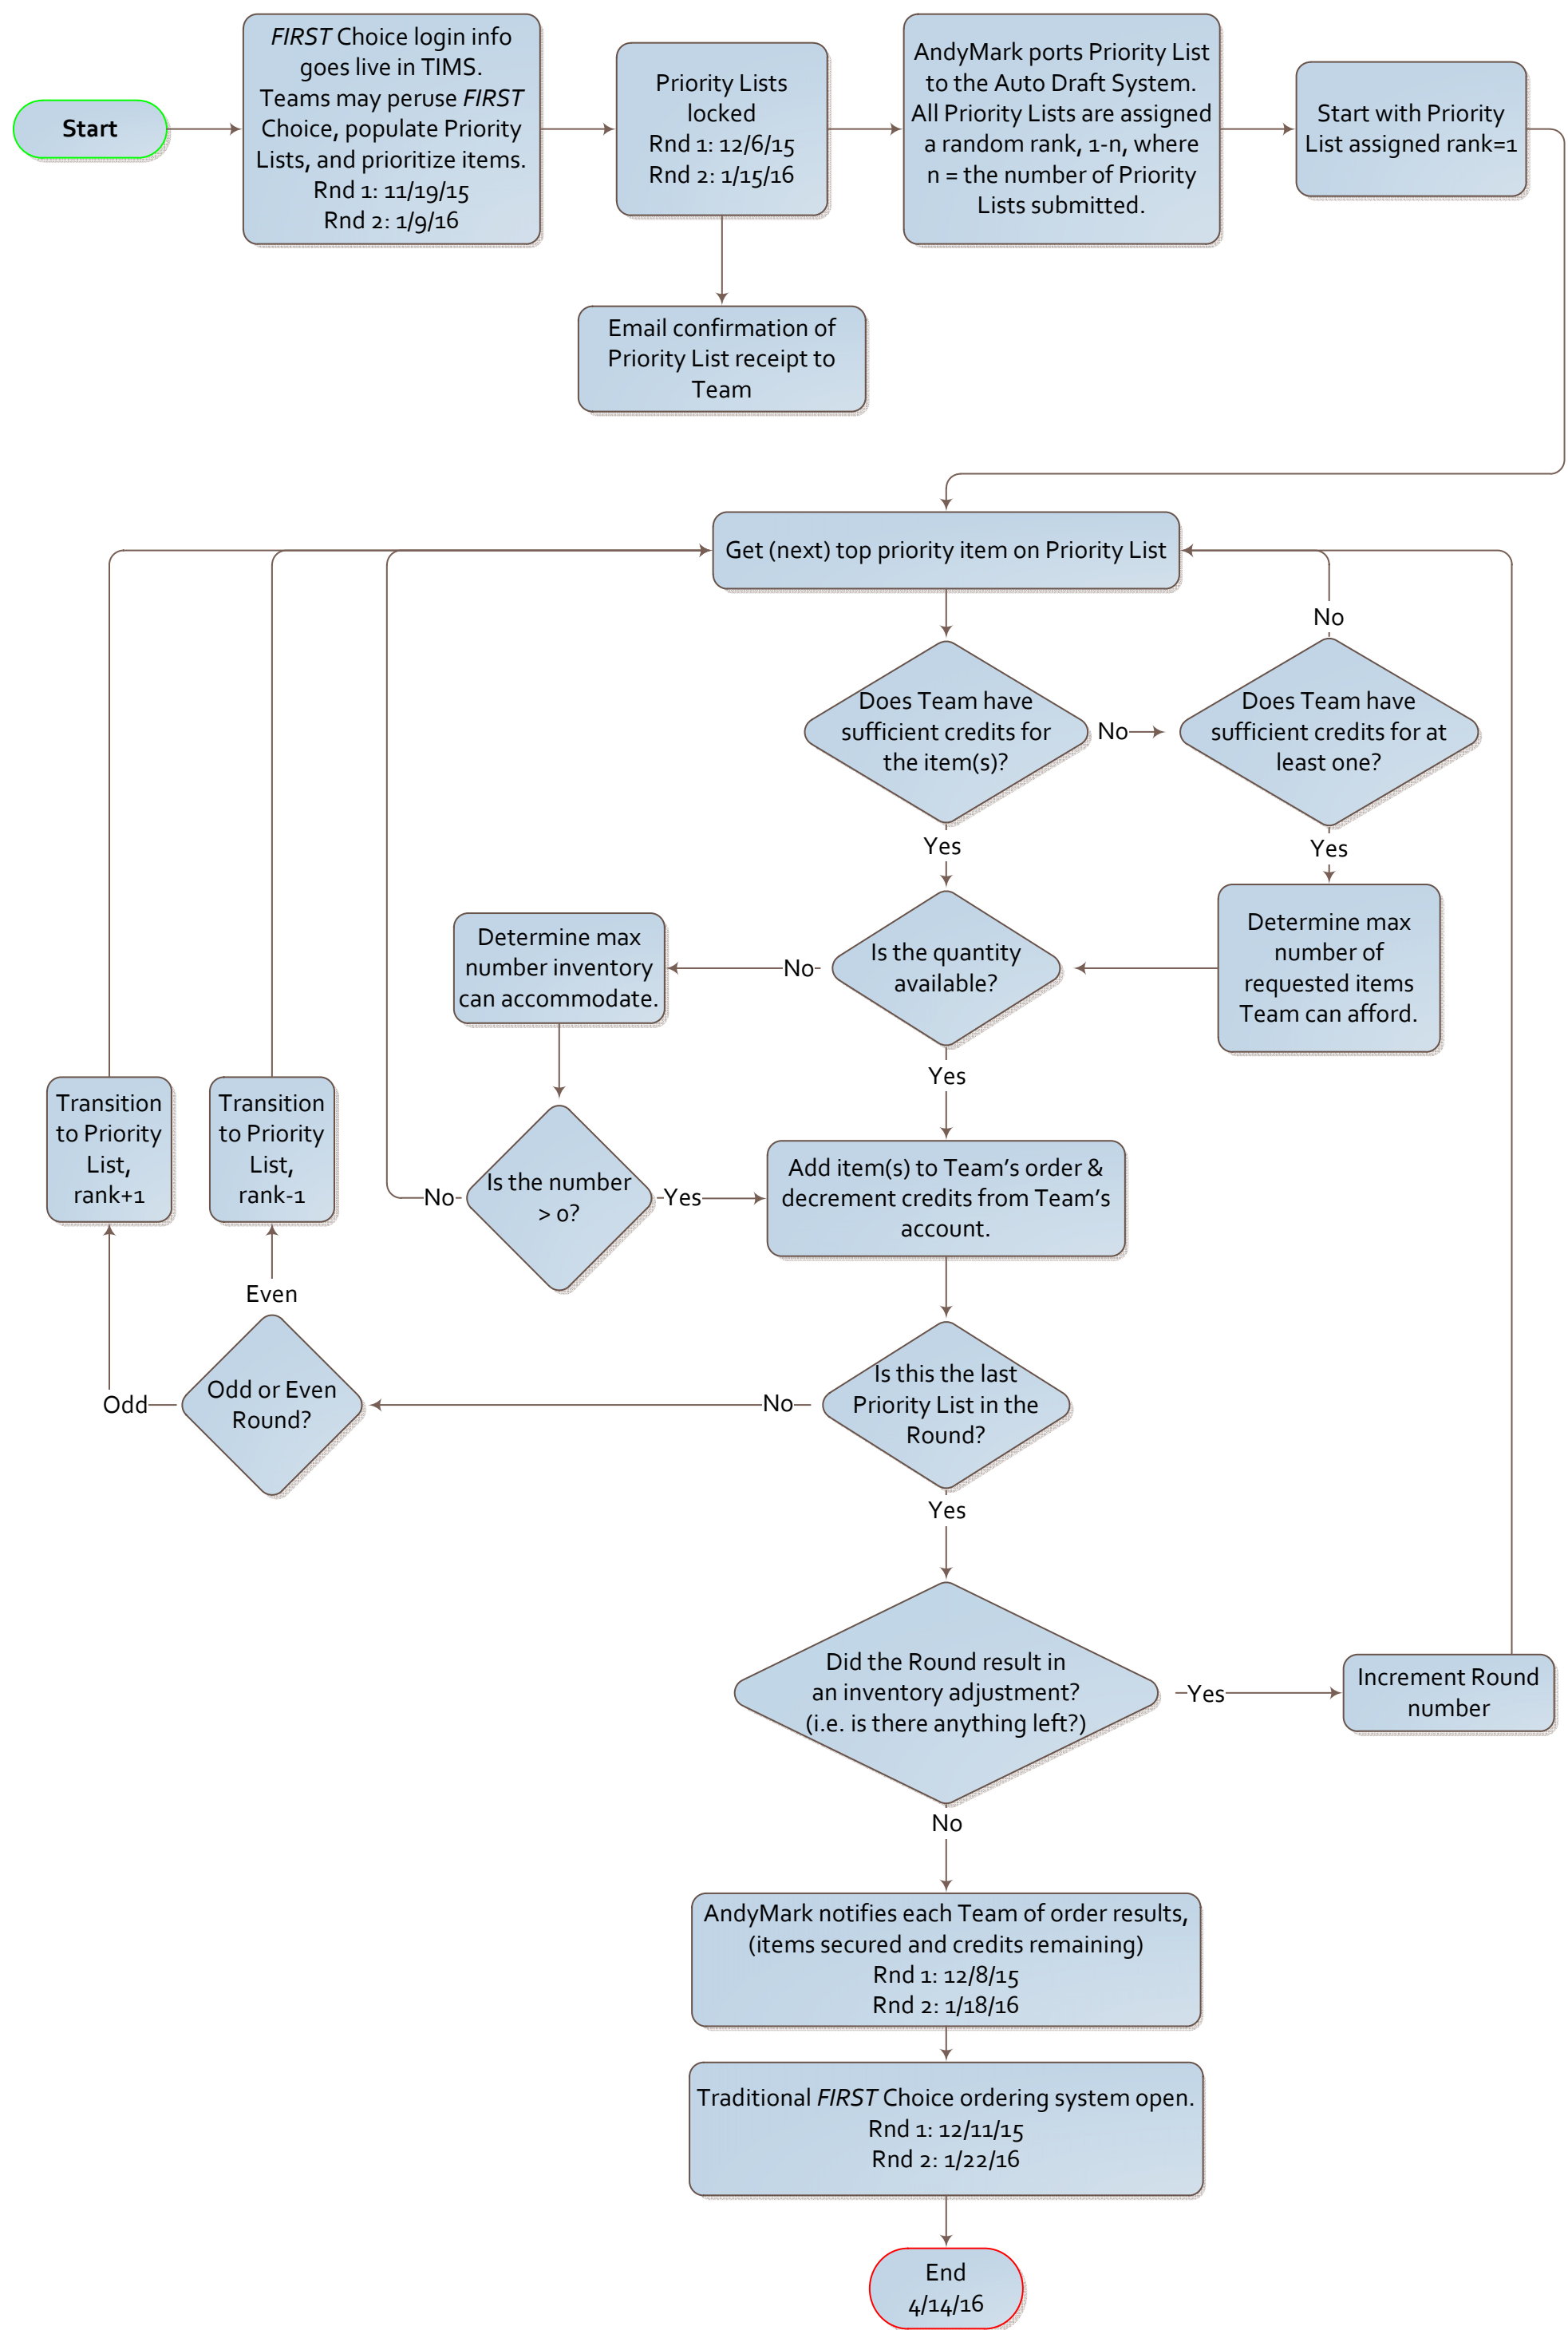 Start
FIRST Choice login info
goes live in TIMS.
Teams may peruse FIRST
Choice, populate Priority
Lists, and prioritize items.
Rnd 1: 11/19/15
Rnd 2: 1/9/16
Priority Lists
locked
Rnd 1: 12/6/15
Rnd 2: 1/15/16
AndyMark ports Priority List
to the Auto Draft System.
All Priority Lists are assigned
a random rank, 1-n, where
n = the number of Priority
Lists submitted.
Start with Priority
List assigned rank=1
Email confirmation of
Priority List receipt to
Team
Get (next) top priority item on Priority List
No
Does Team have
sufficient credits for
the item(s)?
No
Does Team have
sufficient credits for at
least one?
Yes
Yes
Determine max
number inventory
can accommodate.
No
Is the quantity
available?
Determine max
number of
requested items
Team can afford.
Yes
Transition
to Priority
List,
rank+1
Transition
to Priority
List,
rank-1
No
Is the number
> 0?
Yes
Add item(s) to Team's order &
decrement credits from Team's
account.
Even
Odd
Odd or Even
Round?
No
Is this the last
Priority List in the
Round?
Yes
Did the Round result in
an inventory adjustment?
(i.e. is there anything left?)
Yes
Increment Round
number
No
AndyMark notifies each Team of order results,
(items secured and credits remaining)
Rnd 1: 12/8/15
Rnd 2: 1/18/16
Traditional FIRST Choice ordering system open.
Rnd 1: 12/11/15
Rnd 2: 1/22/16
End
4/14/16